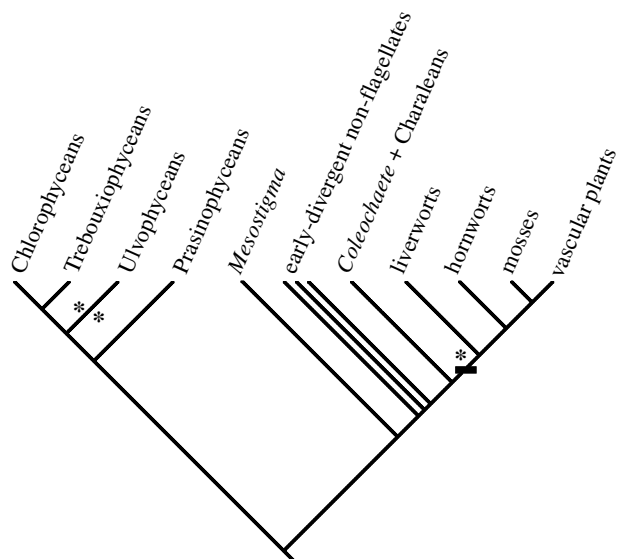 Chlorophyceans
Trebouxiophyceans
Ulvophyceans
Prasinophyceans
Mesostigma
early-divergent non-flagellates
Coleochaete + Charaleans
liverworts
hornworts
mosses
vascular plants
*
*
*